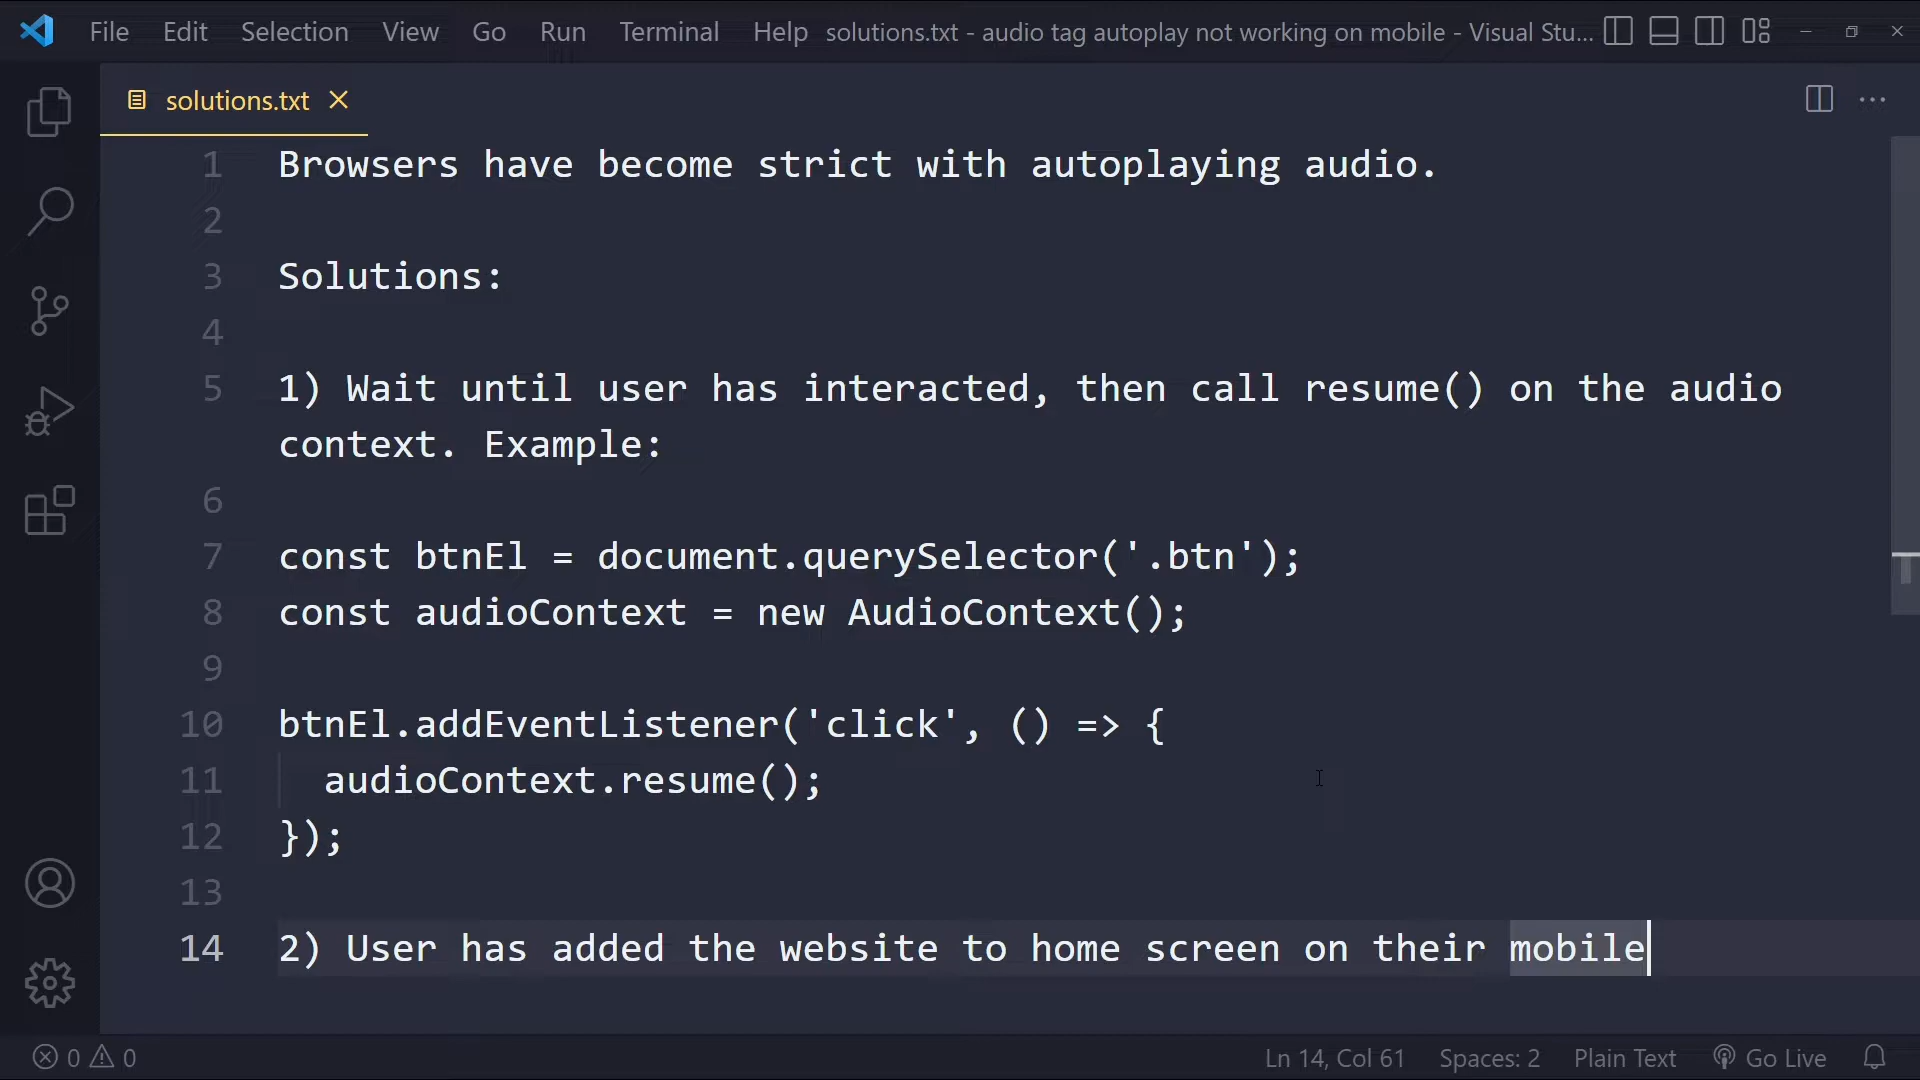 File Edit Selection View Go Run Terminal Help solutions.txt - audio tag autoplay not working on mobile - Visual Stu...
solutions.txt
1 Browsers have become strict with autoplaying audio.
2
3 Solutions:
4
5 1) Wait until user has interacted, then call resume() on the audio
context. Example:
6
7 const btnEl = document.querySelector('.btn');
8 const audioContext = new AudioContext();
9
10 btnEl.addEventListener('click', () => {
11 audioContext.resume();
12 });
13
14 2) User has added the website to home screen on their mobile
0 0 Ln 14, Col 61 Spaces: 2 Plain Text Go Live